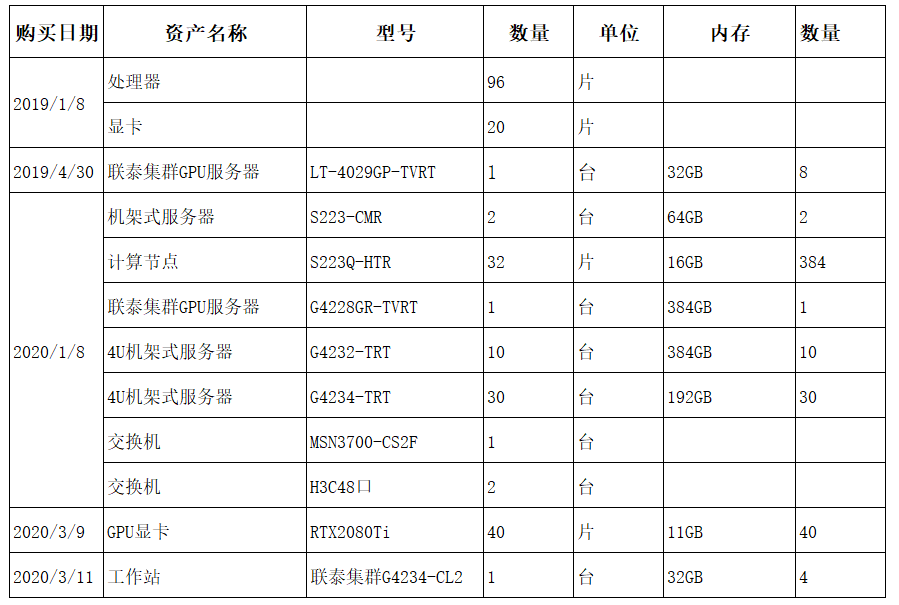 购买日期 资产名称 型号 数量 单位 内存 数量
2019/1/8 处理器 96 片
显卡 20 片
2019/4/30 联泰集群GPU服务器 LT-4029GP-TVRT 1 台 32GB 8
2020/1/8 机架式服务器 S223-CMR 2 台 64GB 2
计算节点 S223Q-HTR 32 片 16GB 384
联泰集群GPU服务器 G4228GR-TVRT 1 台 384GB 1
4U机架式服务器 G4232-TRT 10 台 384GB 10
4U机架式服务器 G4234-TRT 30 台 192GB 30
交换机 MSN3700-CS2F 1 台
交换机 H3C48口 2 台
2020/3/9 GPU显卡 RTX2080Ti 40 片 11GB 40
2020/3/11 工作站 联泰集群G4234-CL2 1 台 32GB 4